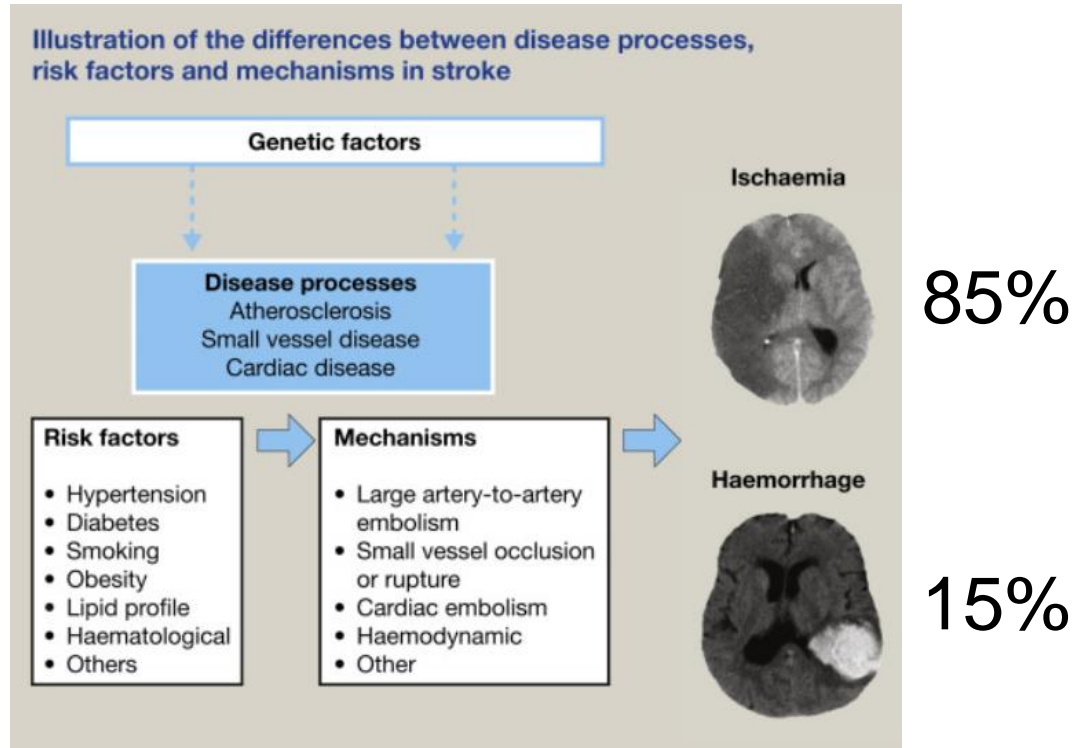 Illustration of the differences between disease processes,
risk factors and mechanisms in stroke
Genetic factors
Disease processes
Atherosclerosis
Small vessel disease
Cardiac disease
Risk factors
• Hypertension
• Diabetes
• Smoking
• Obesity
• Lipid profile
• Haematological
• Others
Mechanisms
• Large artery-to-artery
embolism
• Small vessel occlusion
or rupture
• Cardiac embolism
• Haemodynamic
• Other
Ischaemia
85%
Haemorrhage
15%